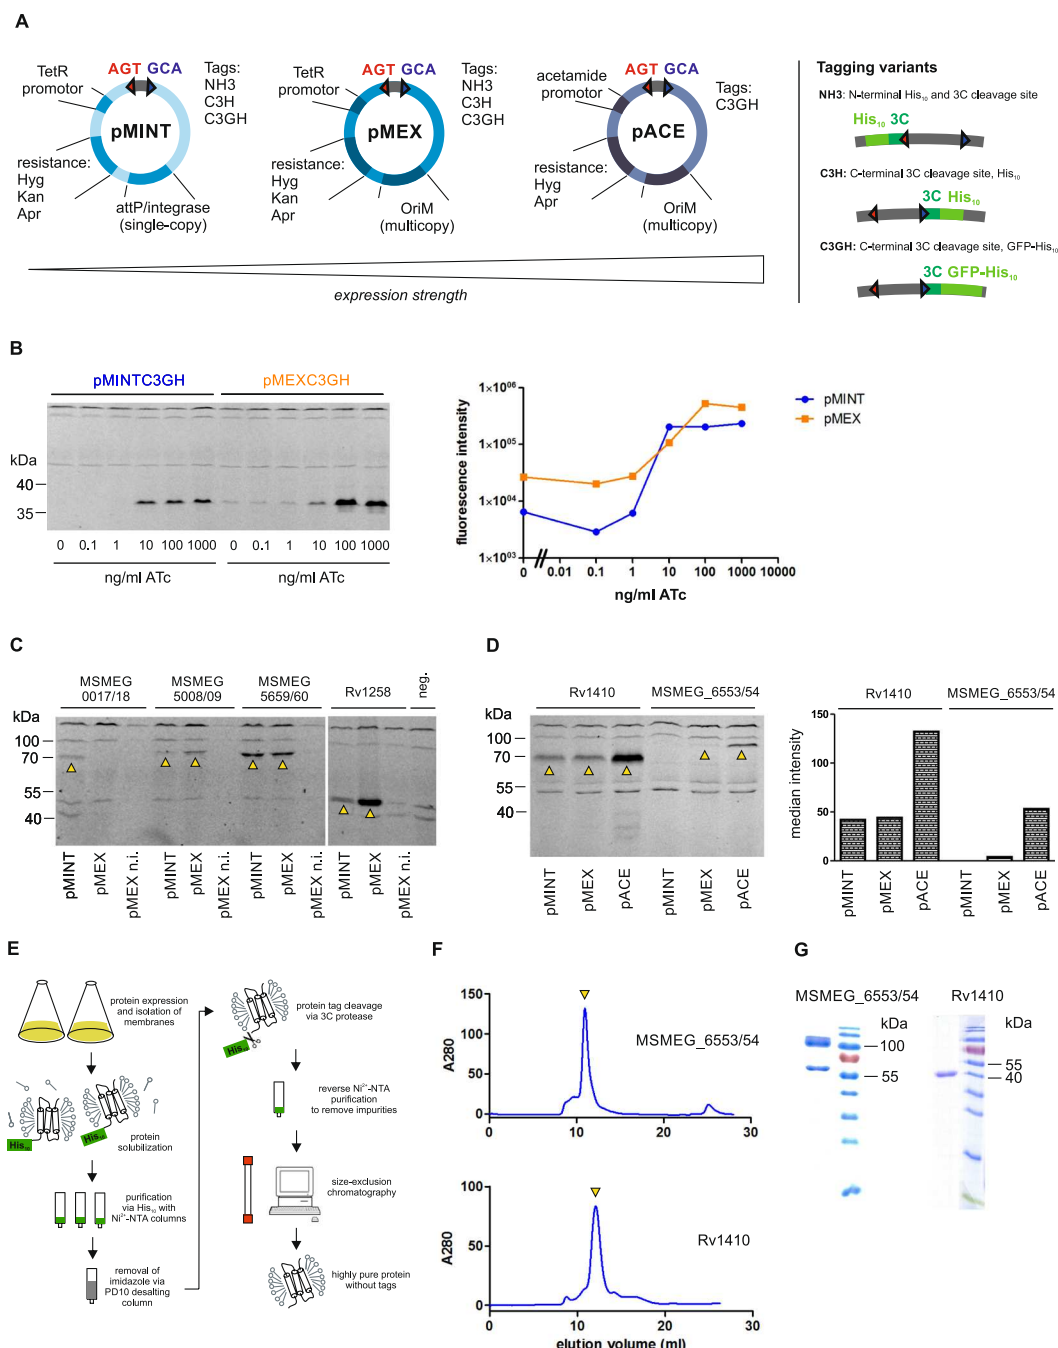 A
AGT GCA
TetR
promotor
Tags:
NH3
C3H
C3GH
pMINT
resistance:
Hyg
Kan
Apr
attP/integrase
(single-copy)
AGT GCA
TetR
promotor
Tags:
NH3
C3H
C3GH
pMEX
resistance:
Hyg
Kan
Apr
OriM
(multicopy)
AGT GCA
acetamide
promotor
Tags:
C3GH
pACE
resistance:
Hyg
Apr
OriM
(multicopy)
expression strength
Tagging variants
NH3: N-terminal His10 and 3C cleavage site
His10 3C
C3H: C-terminal 3C cleavage site, His10
3C His10
C3GH: C-terminal 3C cleavage site, GFP-His10
3C GFP-His10
B
pMINTC3GH pMEXC3GH
kDa
40
35
0 0.1 1 10 100 1000 0 0.1 1 10 100 1000
ng/ml ATc ng/ml ATc
fluorescence intensity
1×10⁰⁶
1×10⁰⁵
1×10⁰⁴
1×10⁰³
0 0.01 0.1 1 10 100 1000 10000
ng/ml ATc
pMINT
pMEX
C
MSMEG
0017/18
MSMEG
5008/09
MSMEG
5659/60
Rv1258
neg.
kDa
100
70
55
40
pMINT
pMEX
pMEX n.i.
pMINT
pMEX
pMEX n.i.
pMINT
pMEX
pMEX n.i.
pMINT
pMEX
pMEX n.i.
D
Rv1410 MSMEG_6553/54
kDa
100
70
55
40
pMINT
pMEX
pACE
pMINT
pMEX
pACE
Rv1410 MSMEG_6553/54
median intensity
150
100
50
0
pMINT
pMEX
pACE
pMINT
pMEX
pACE
E
protein expression
and isolation of
membranes
His10
His10
protein
solubilization
purification
via His10 with
Ni²⁺-NTA columns
removal of
imidazole via
PD10 desalting
column
protein tag cleavage
via 3C protease
His10
reverse Ni²⁺-NTA
purification
to remove impurities
size-exclusion
chromatography
highly pure protein
without tags
F
A280
150
100
50
0
MSMEG_6553/54
0 10 20 30
A280
100
50
0
Rv1410
0 10 20 30
elution volume (ml)
G
MSMEG_6553/54 Rv1410
kDa
100
55
kDa
55
40